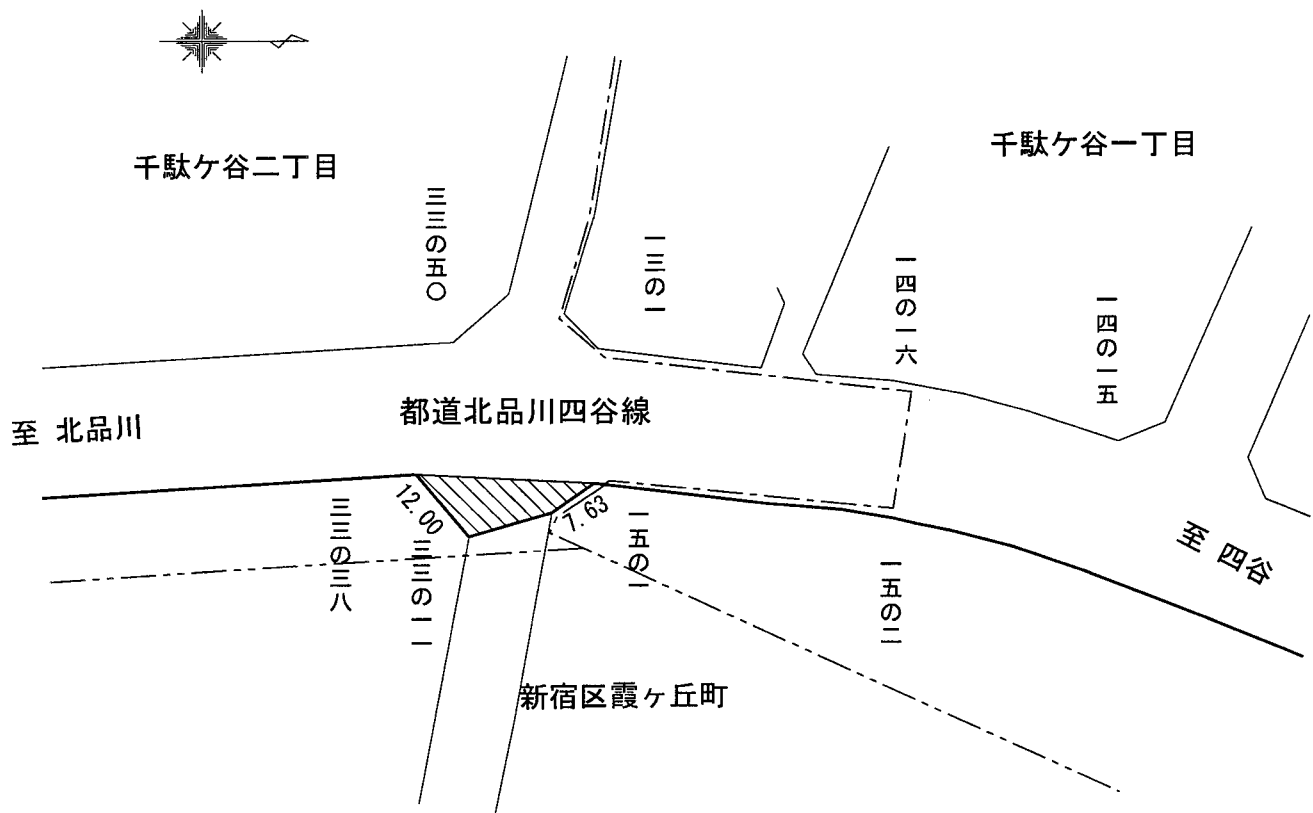 千駄ケ谷二丁目
千駄ケ谷一丁目
三三の五〇
一三の一
一四の一六
一四の一五
至 北品川
都道北品川四谷線
12.00
7.63
三三の三八
三三の一一
一五の一
一五の二
至 四谷
新宿区霞ヶ丘町